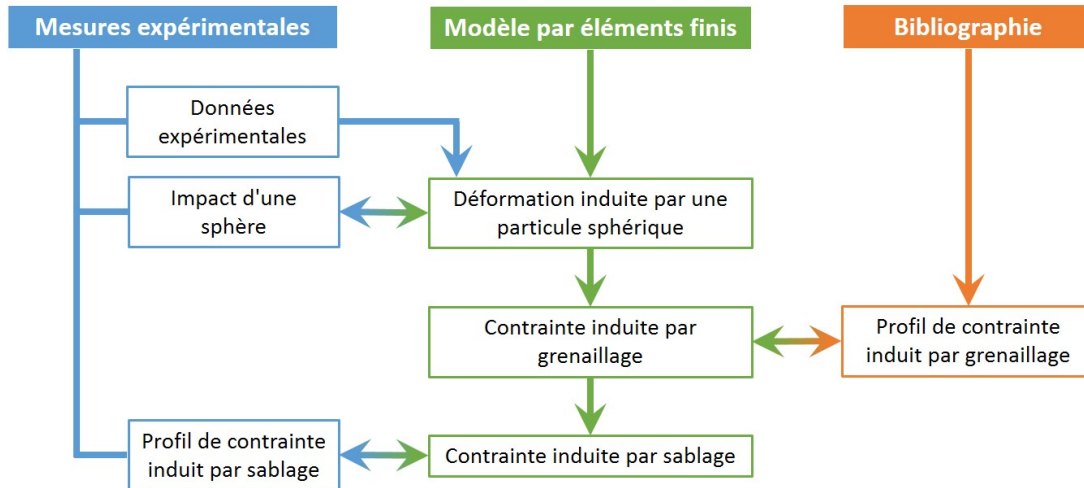 Mesures expérimentales
Modèle par éléments finis
Bibliographie
Données
expérimentales
Impact d'une
sphère
Déformation induite par une
particule sphérique
Contrainte induite par
grenaillage
Profil de contrainte
induit par grenaillage
Profil de contrainte
induit par sablage
Contrainte induite par sablage